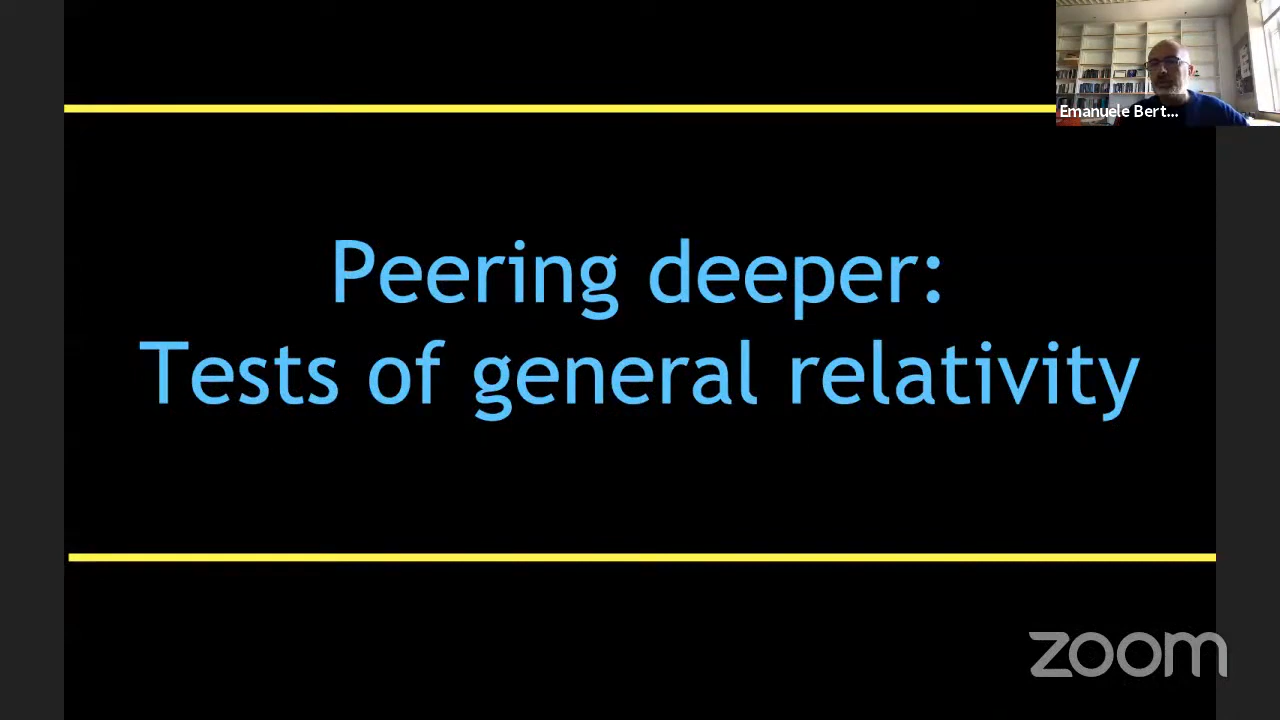 Emanuele Bert...
Peering deeper:
Tests of general relativity
zoom